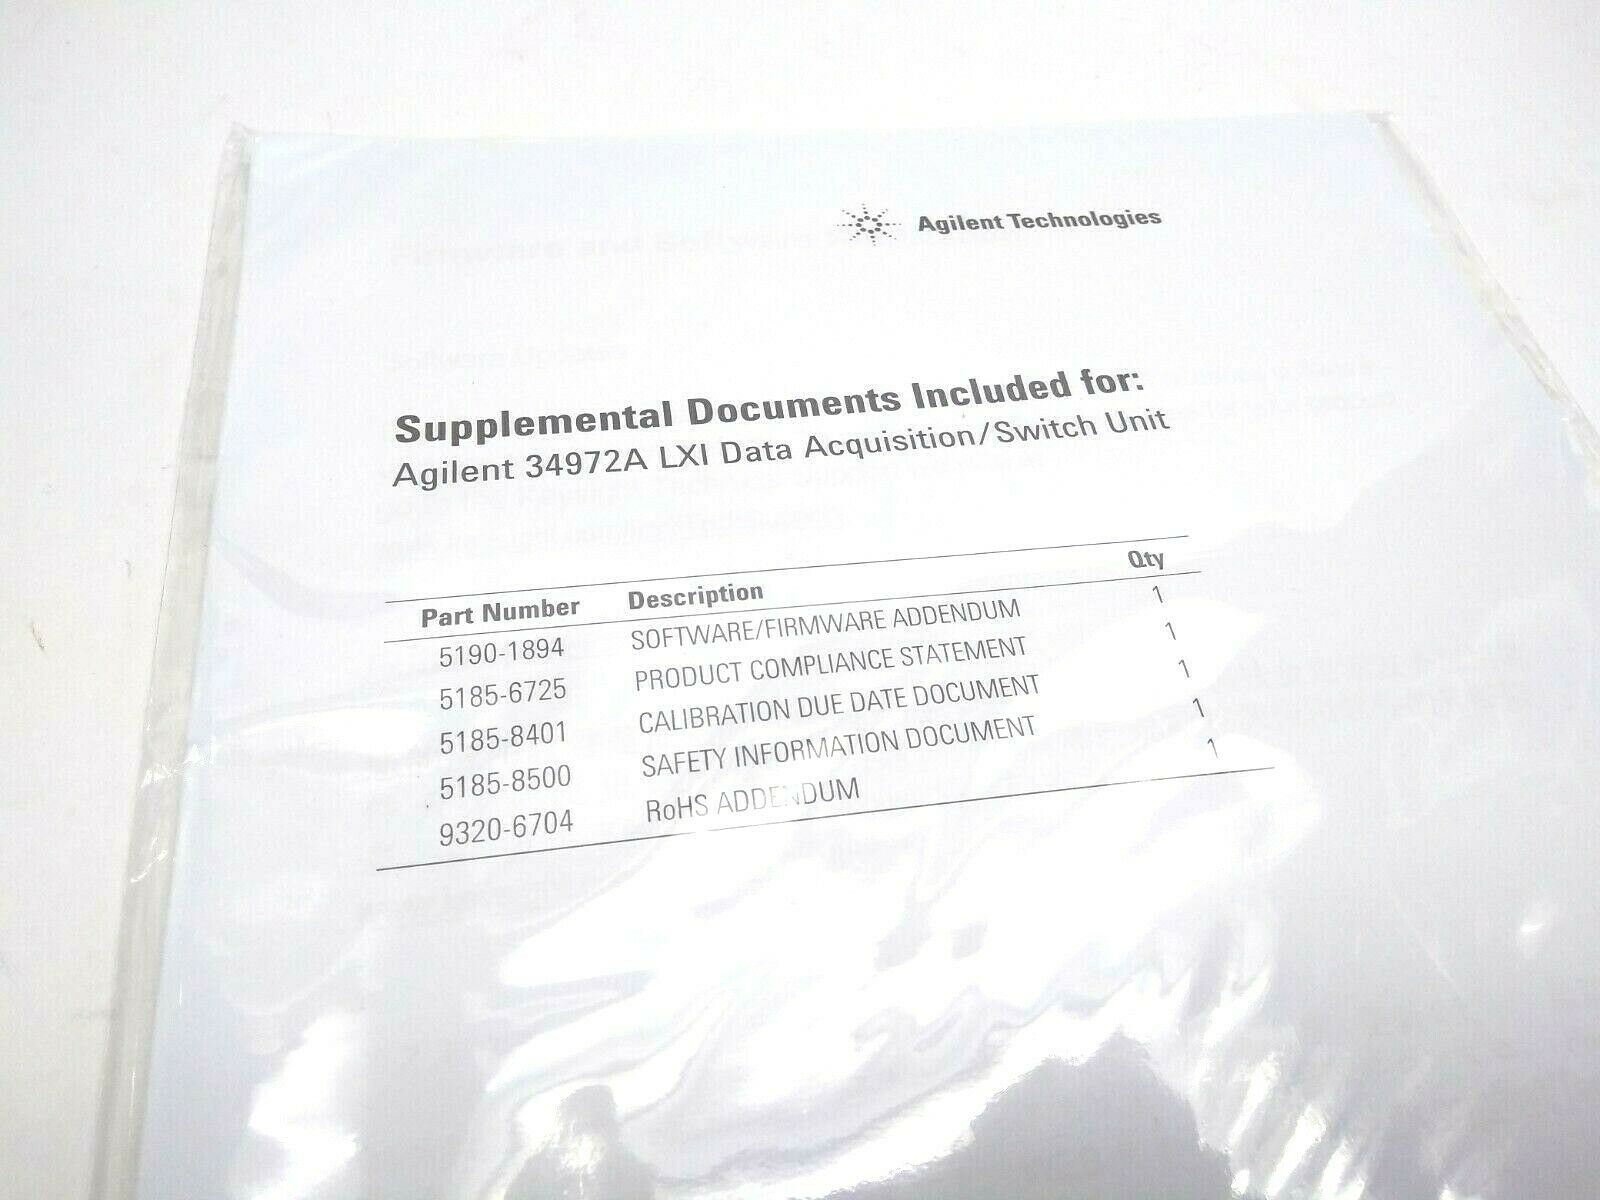 Agilent Technologies
Supplemental Documents Included for:
Agilent 34972A LXI Data Acquisition/Switch Unit
Part Number Description Qty
5190-1894 SOFTWARE/FIRMWARE ADDENDUM 1
5185-6725 PRODUCT COMPLIANCE STATEMENT 1
5185-8401 CALIBRATION DUE DATE DOCUMENT 1
5185-8500 SAFETY INFORMATION DOCUMENT 1
9320-6704 RoHS ADDENDUM 1